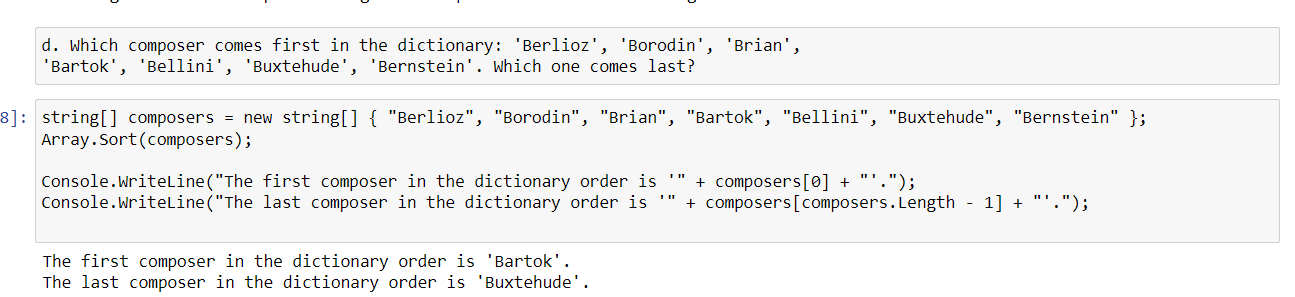 d. Which composer comes first in the dictionary: 'Berlioz', 'Borodin', 'Brian',
'Bartok', 'Bellini', 'Buxtehude', 'Bernstein'. Which one comes last?
8]: string[] composers = new string[] { "Berlioz", "Borodin", "Brian", "Bartok", "Bellini", "Buxtehude", "Bernstein" };
Array.Sort(composers);
Console.WriteLine("The first composer in the dictionary order is '" + composers[0] + "'.");
Console.WriteLine("The last composer in the dictionary order is '" + composers[composers.Length - 1] + "'.");
The first composer in the dictionary order is 'Bartok'.
The last composer in the dictionary order is 'Buxtehude'.